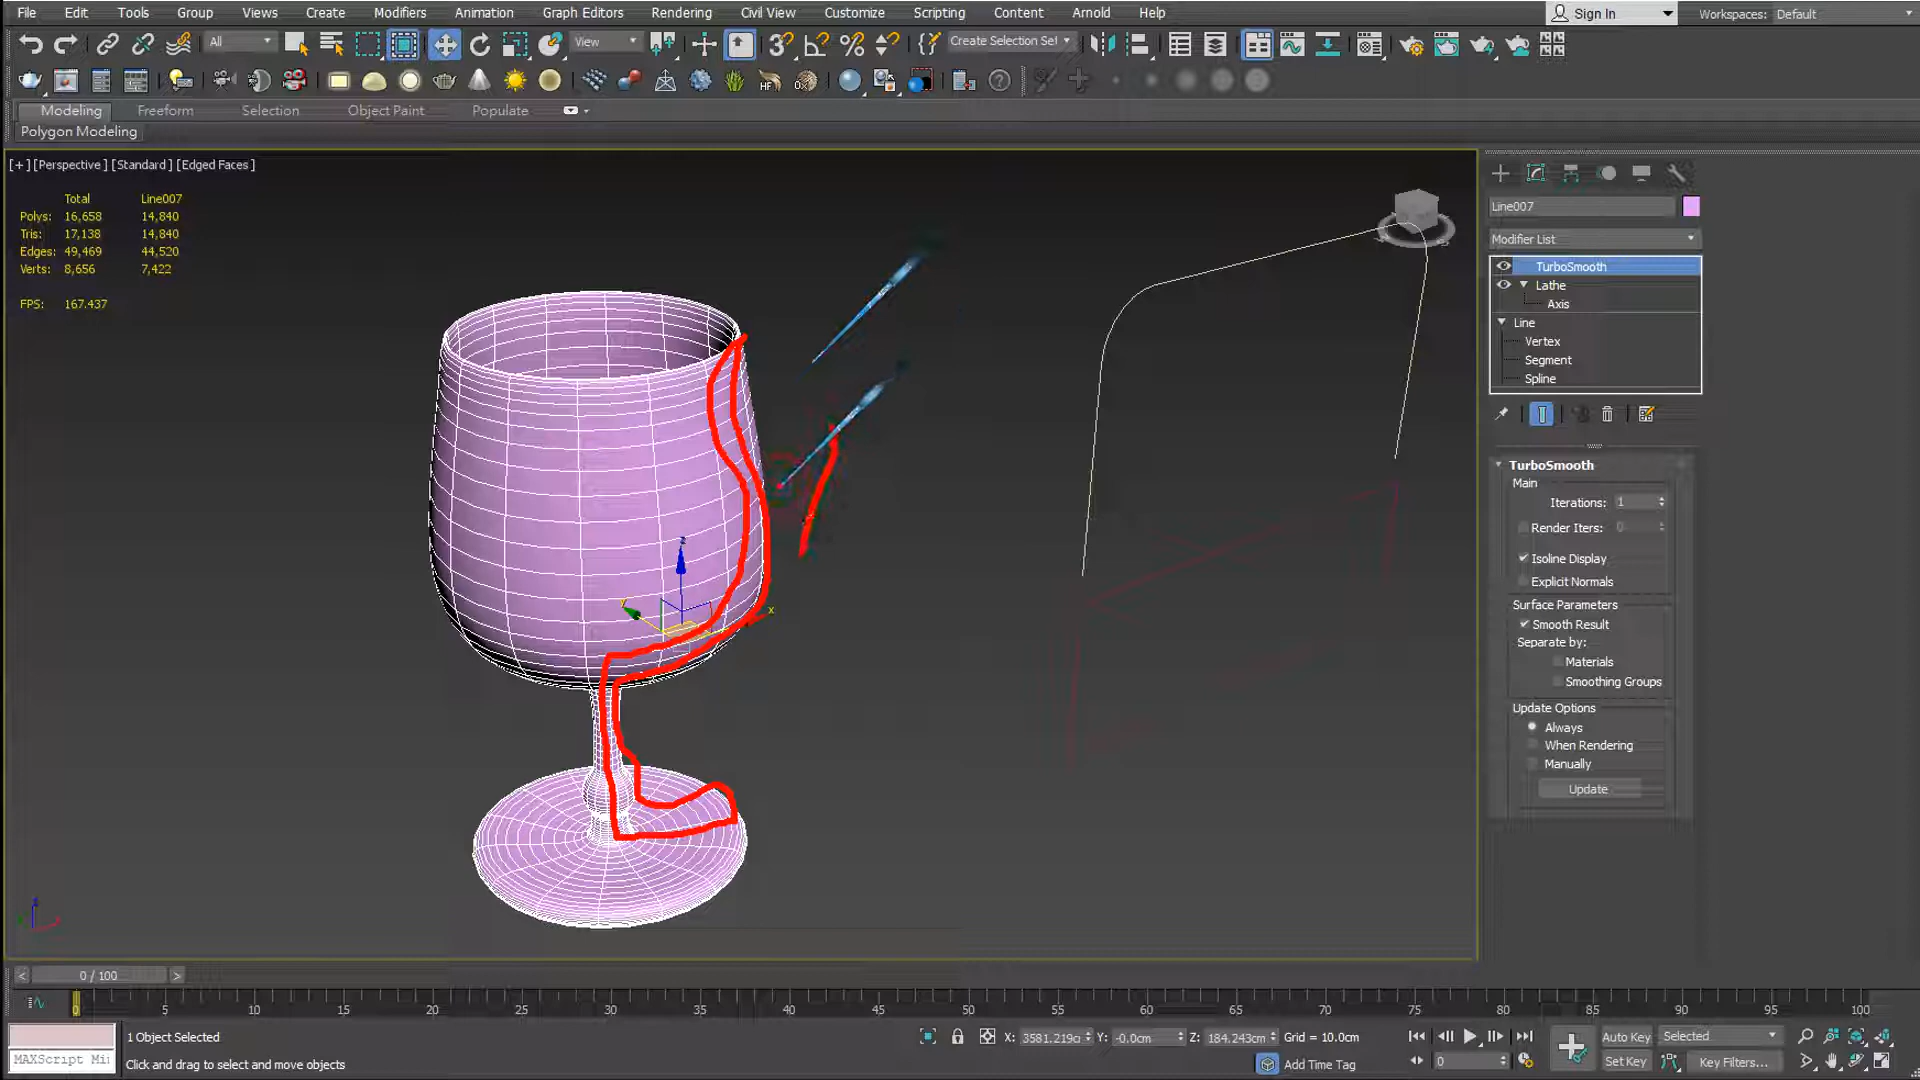 File Edit Tools Group Views Create Modifiers Animation Graph Editors Rendering Civil View Customize Scripting Content Arnold Help Sign In Workspaces: Default
All View Create Selection Set
Modeling Freeform Selection Object Paint Populate
Polygon Modeling
[+] [Perspective ] [Standard ] [Edged Faces ]
Total Line007
Polys: 16,658 14,840
Tris: 17,138 14,840
Edges: 49,469 44,520
Verts: 8,656 7,422
FPS: 167.437
Line007
Modifier List
TurboSmooth
Lathe
Axis
Line
Vertex
Segment
Spline
TurboSmooth
Main
Iterations: 1
Render Iters: 0
Isoline Display
Explicit Normals
Surface Parameters
Smooth Result
Separate by:
Materials
Smoothing Groups
Update Options
Always
When Rendering
Manually
Update
z
x
< 0 / 100 >
0 5 10 15 20 25 30 35 40 45 50 55 60 65 70 75 80 85 90 95 100
1 Object Selected X: 3581.219c Y: -0.0cm Z: 184.243cm Grid = 10.0cm Auto Key Selected
MAXScript Mi Click and drag to select and move objects Add Time Tag 0 Set Key Key Filters...